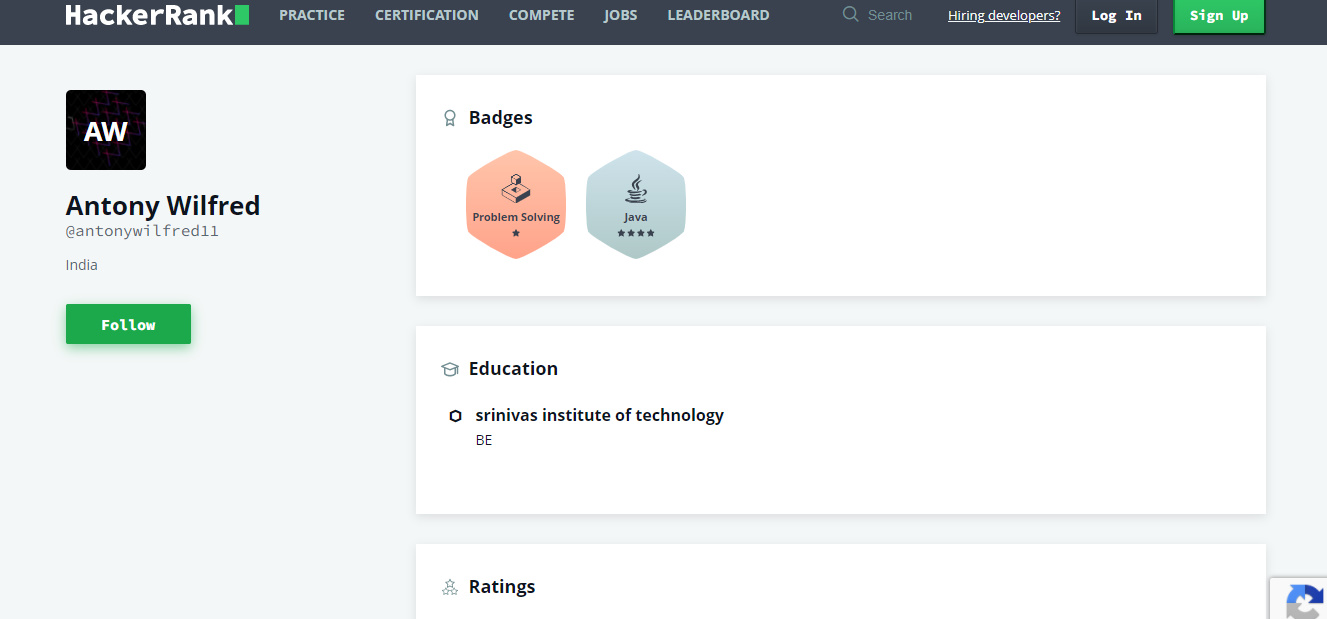 HackerRank PRACTICE CERTIFICATION COMPETE JOBS LEADERBOARD Search Hiring developers? Log In Sign Up
AW
Antony Wilfred
@antonywilfred11
India
Follow
Badges
Problem Solving
Java
Education
srinivas institute of technology
BE
Ratings